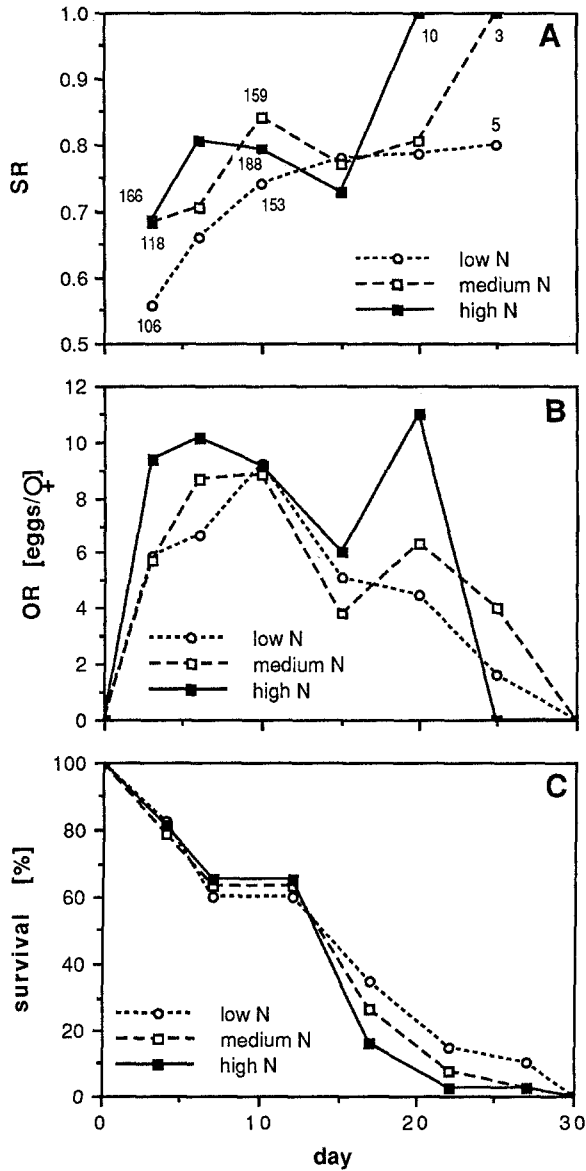 1.0
A
10
3
0.9
159
5
0.8
SR
188
166
153
0.7
118
low N
0.6
medium N
106
high N
0.5
12
B
10
8
OR [eggs/♀]
6
4
low N
2
medium N
high N
0
100
C
80
60
survival [%]
40
low N
20
medium N
high N
0
0 10 20 30
day